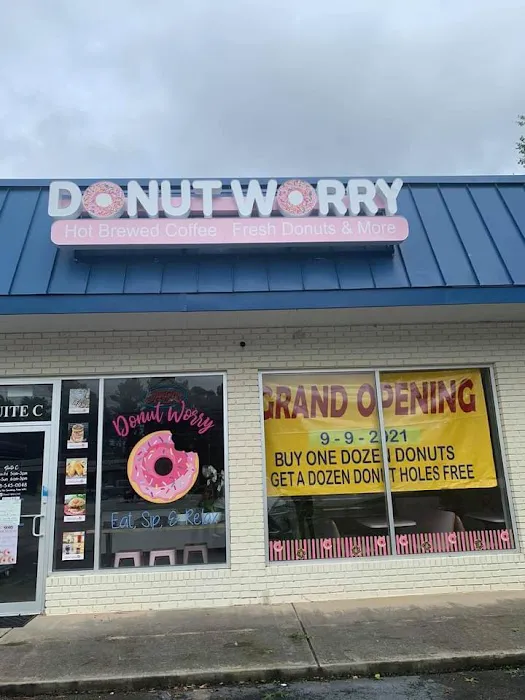 DONUT WORRY
Hot Brewed Coffee Fresh Donuts & More
SUITE C
Donut Worry
Eat, Sip, & Relax
GRAND OPENING
9-9-2021
BUY ONE DOZEN DONUTS
GET A DOZEN DONUT HOLES FREE